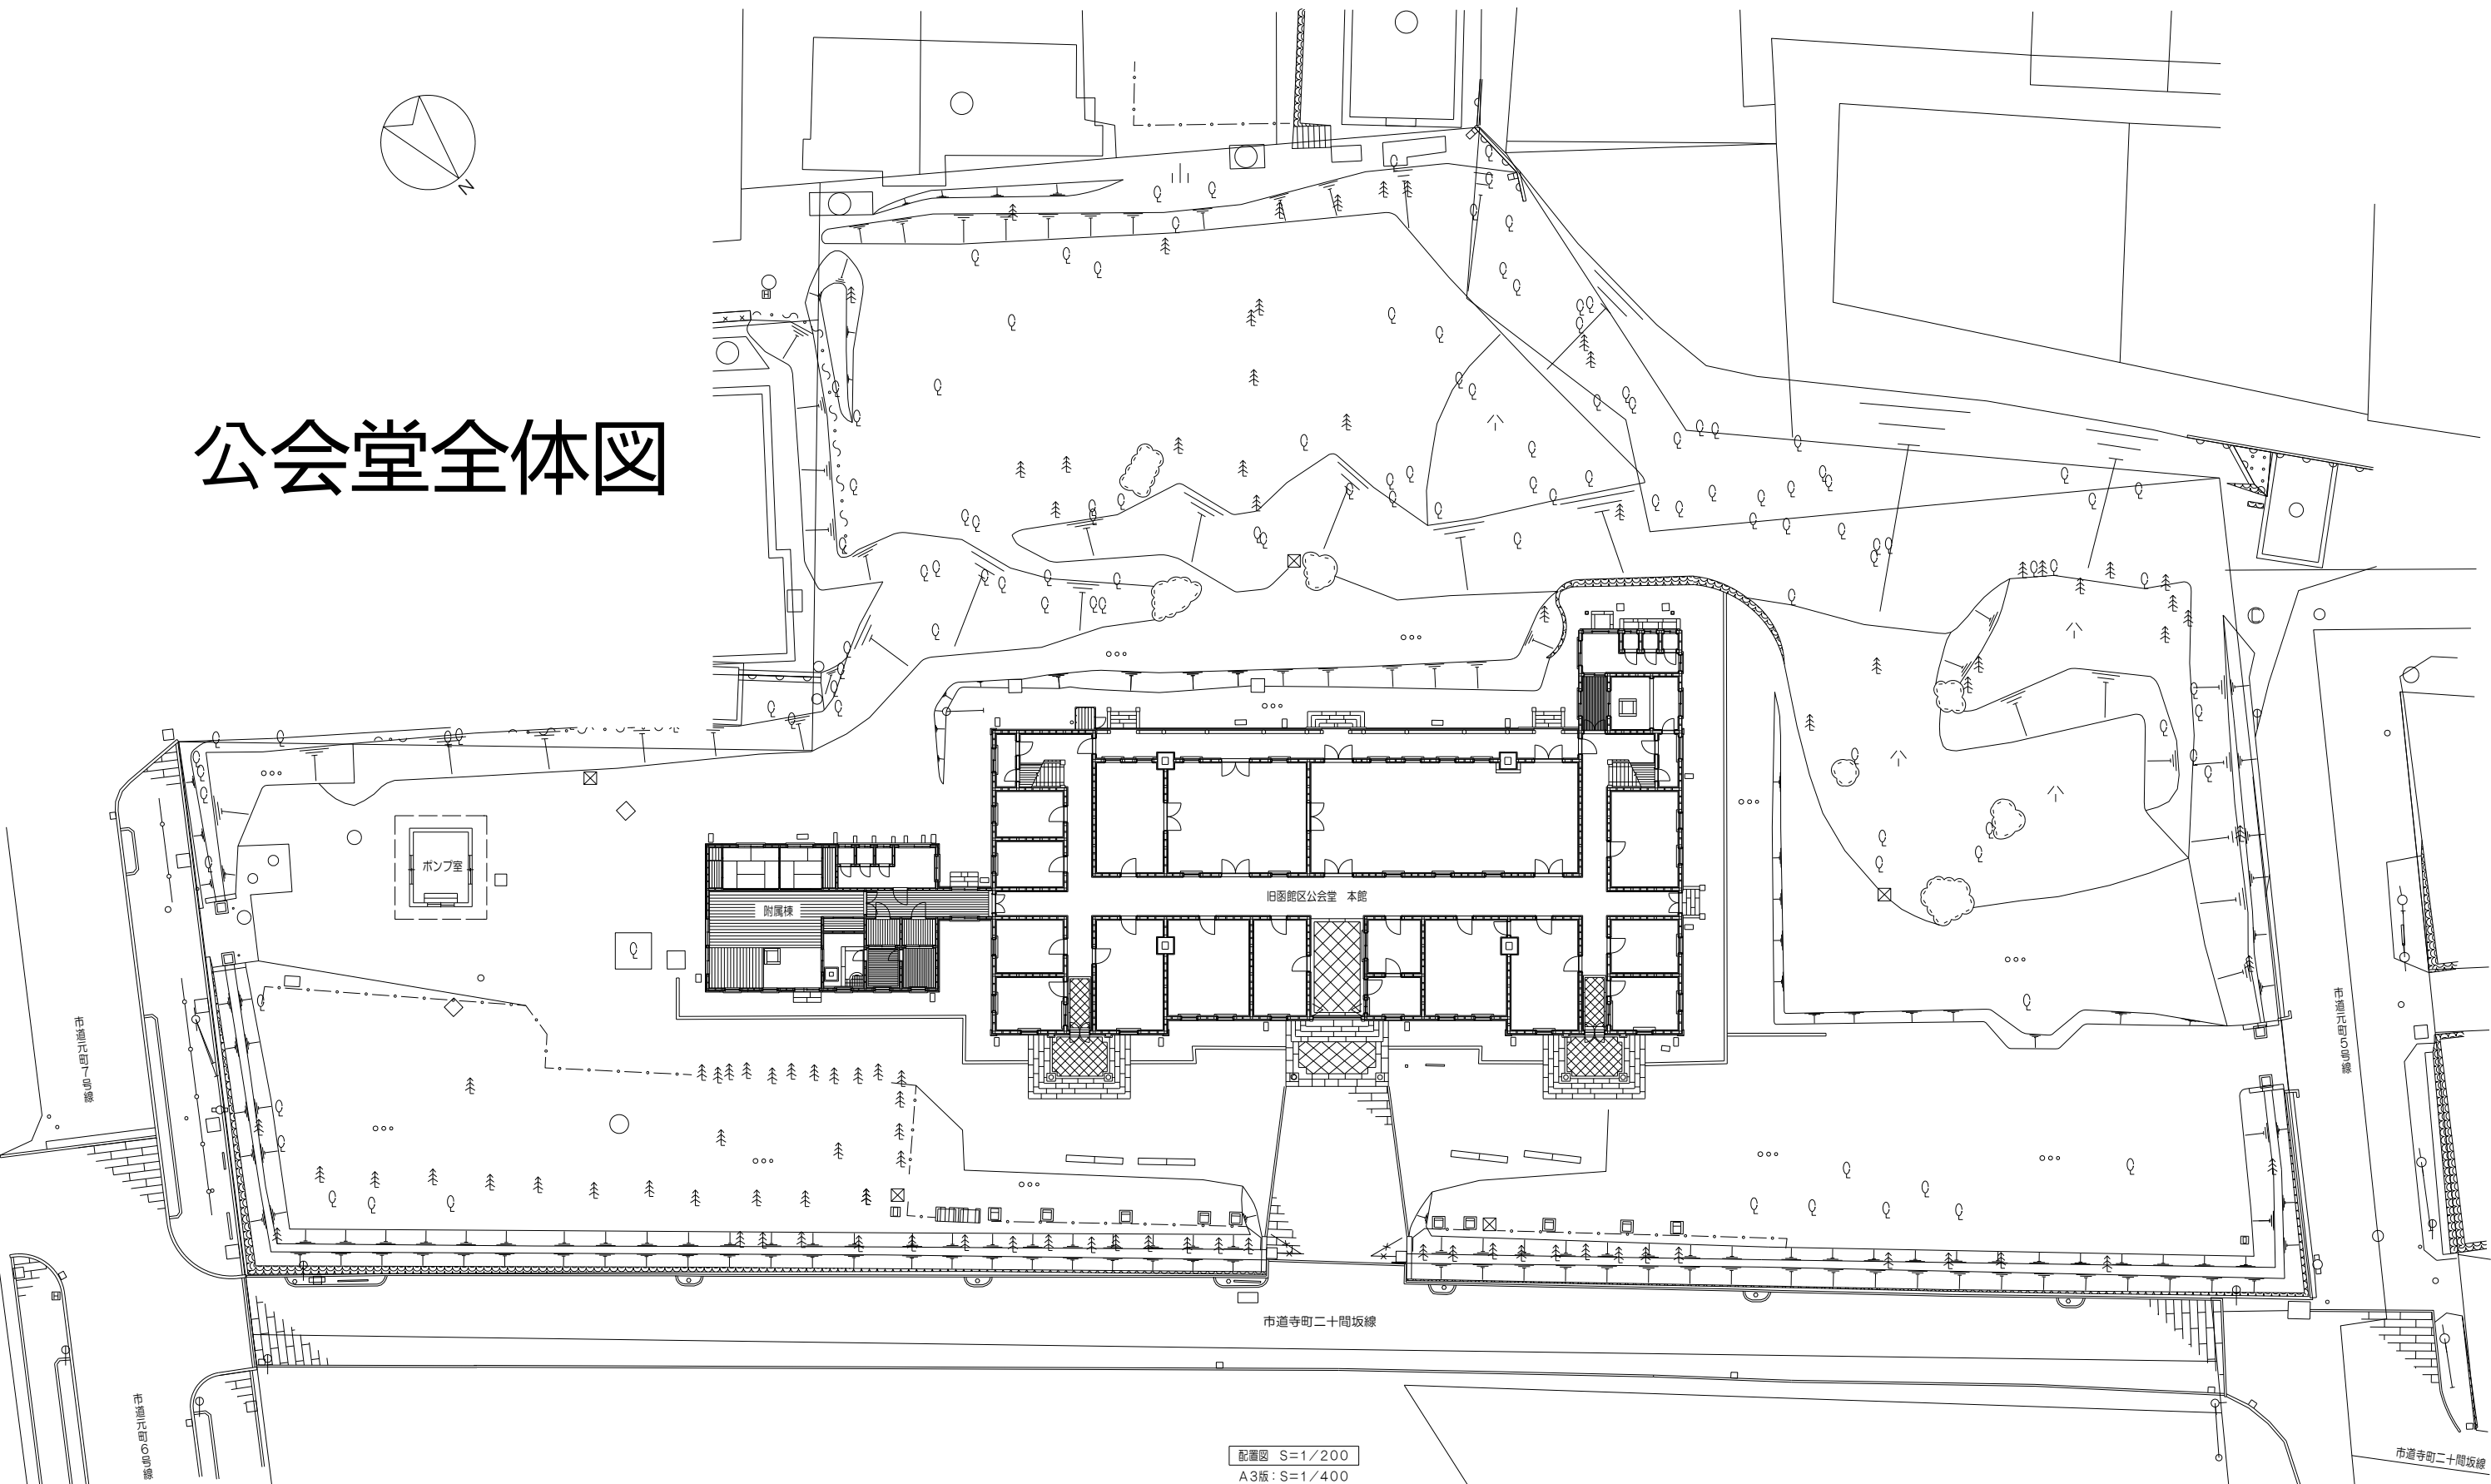 N
公会堂全体図
ポンプ室
附属棟
旧函館区公会堂 本館
市道元町7号線
市道元町5号線
市道寺町二十間坂線
市道元町6号線
市道寺町二十間坂線
配置図 S=1/200
A3版:S=1/400